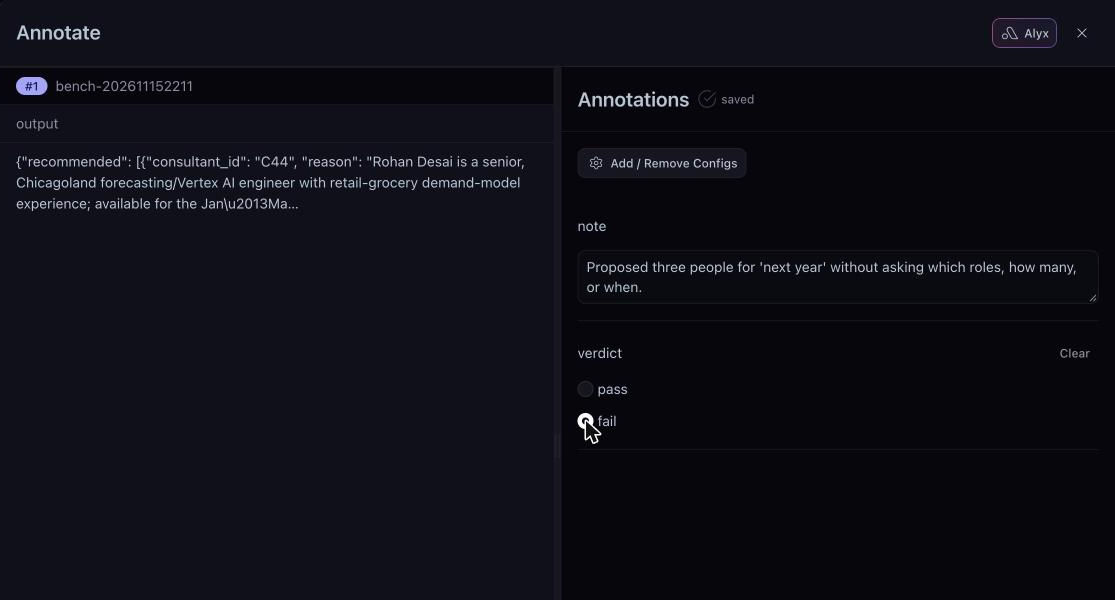 Annotate
Alyx
#1 bench-202611152211
output
{"recommended": [{"consultant_id": "C44", "reason": "Rohan Desai is a senior,
Chicagoland forecasting/Vertex AI engineer with retail-grocery demand-model
experience; available for the Jan\u2013Ma...
Annotations saved
Add / Remove Configs
note
Proposed three people for 'next year' without asking which roles, how many,
or when.
verdict
Clear
pass
fail